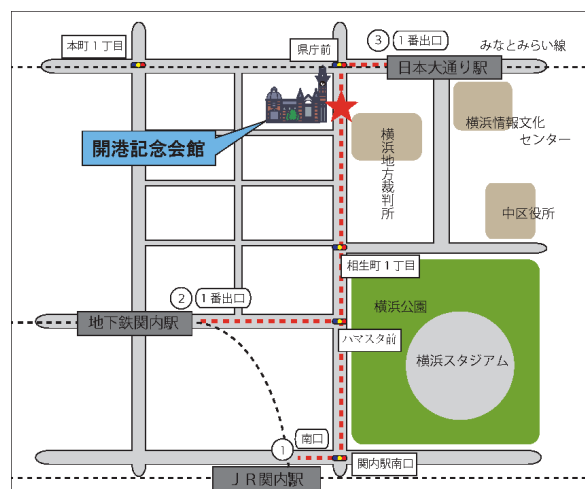 本町1丁目
県庁前
③ 1番出口
みなとみらい線
日本大通り駅
開港記念会館
横浜地方裁判所
横浜情報文化
センター
中区役所
相生町1丁目
② 1番出口
地下鉄関内駅
ハマスタ前
横浜公園
横浜スタジアム
① 南口
関内駅南口
JR関内駅